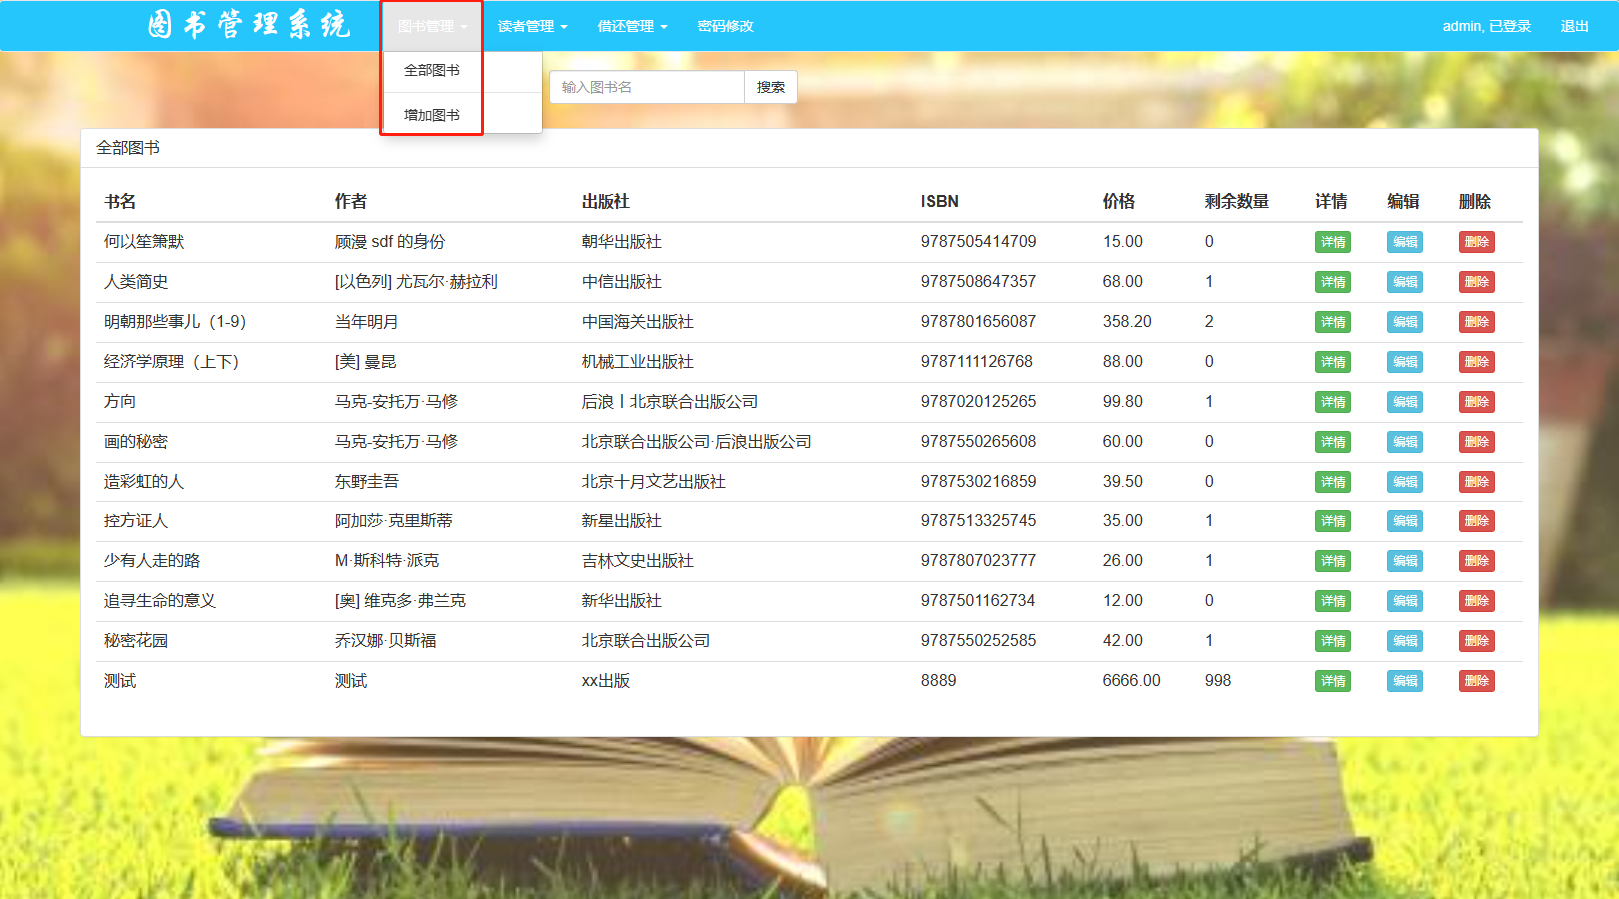 图书管理系统 图书管理 读者管理 借还管理 密码修改 admin, 已登录 退出
全部图书
增加图书
输入图书名 搜索
全部图书
书名 作者 出版社 ISBN 价格 剩余数量 详情 编辑 删除
何以笙箫默 顾漫 sdf 的身份 朝华出版社 9787505414709 15.00 0 详情 编辑 删除
人类简史 [以色列] 尤瓦尔·赫拉利 中信出版社 9787508647357 68.00 1 详情 编辑 删除
明朝那些事儿（1-9） 当年明月 中国海关出版社 9787801656087 358.20 2 详情 编辑 删除
经济学原理（上下） [美] 曼昆 机械工业出版社 9787111126768 88.00 0 详情 编辑 删除
方向 马克-安托万·马修 后浪丨北京联合出版公司 9787020125265 99.80 1 详情 编辑 删除
画的秘密 马克-安托万·马修 北京联合出版公司·后浪出版公司 9787550265608 60.00 0 详情 编辑 删除
造彩虹的人 东野圭吾 北京十月文艺出版社 9787530216859 39.50 0 详情 编辑 删除
控方证人 阿加莎·克里斯蒂 新星出版社 9787513325745 35.00 1 详情 编辑 删除
少有人走的路 M·斯科特·派克 吉林文史出版社 9787807023777 26.00 1 详情 编辑 删除
追寻生命的意义 [奥] 维克多·弗兰克 新华出版社 9787501162734 12.00 0 详情 编辑 删除
秘密花园 乔汉娜·贝斯福 北京联合出版公司 9787550252585 42.00 1 详情 编辑 删除
测试 测试 xx出版 8889 6666.00 998 详情 编辑 删除